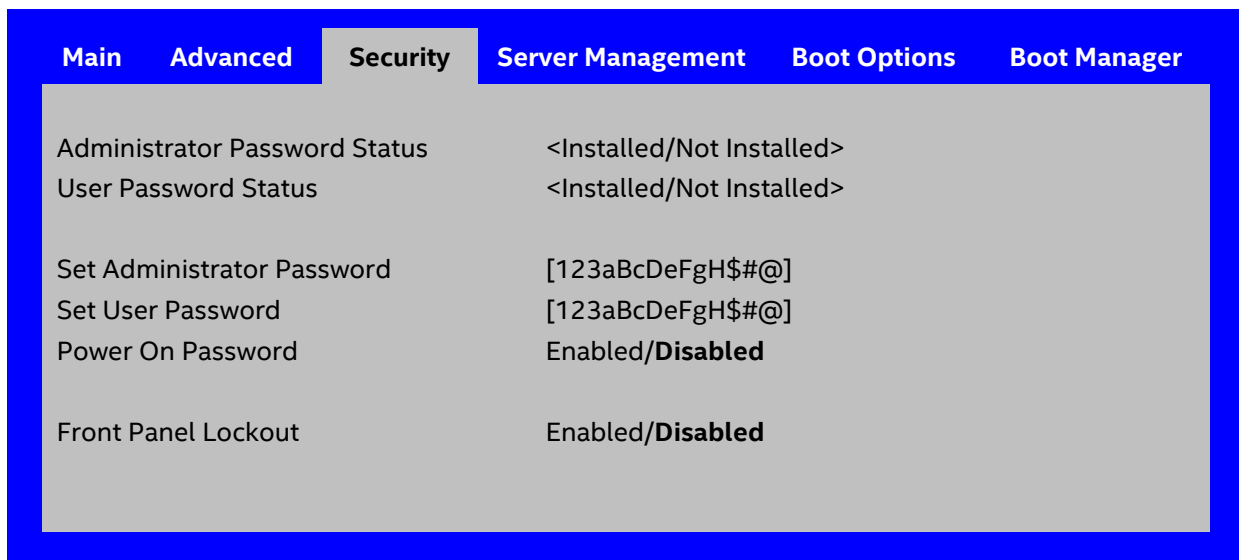 Main Advanced Security Server Management Boot Options Boot Manager
Administrator Password Status <Installed/Not Installed>
User Password Status <Installed/Not Installed>
Set Administrator Password [123aBcDeFgH$#@]
Set User Password [123aBcDeFgH$#@]
Power On Password Enabled/Disabled
Front Panel Lockout Enabled/Disabled